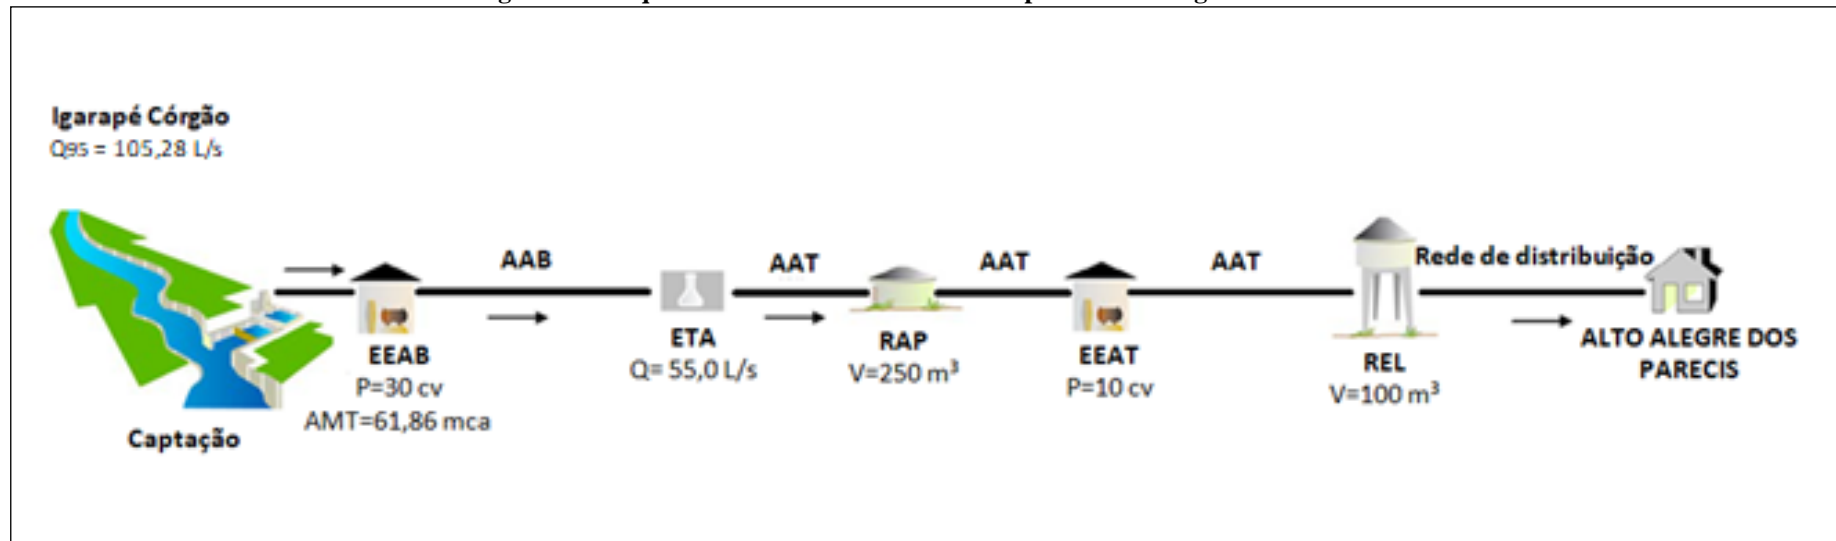 Igarapé Córgão
Q95 = 105,28 L/s
AAB
AAT
AAT
AAT
Rede de distribuição
EEAB
P=30 cv
AMT=61,86 mca
ETA
Q= 55,0 L/s
RAP
V=250 m³
EEAT
P=10 cv
REL
V=100 m³
ALTO ALEGRE DOS
PARECIS
Captação